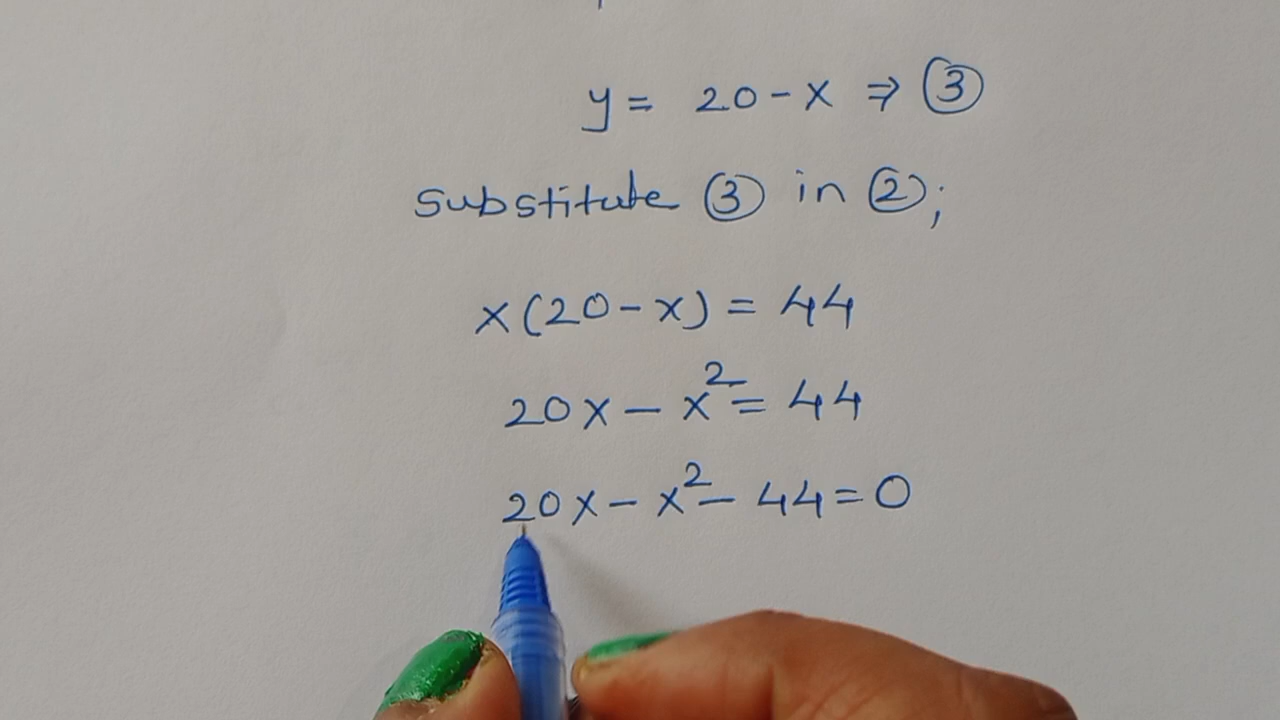 y = 20 - x ⇒ ③
Substitute ③ in ②;
x(20 - x) = 44
20x - x² = 44
20x - x² - 44 = 0